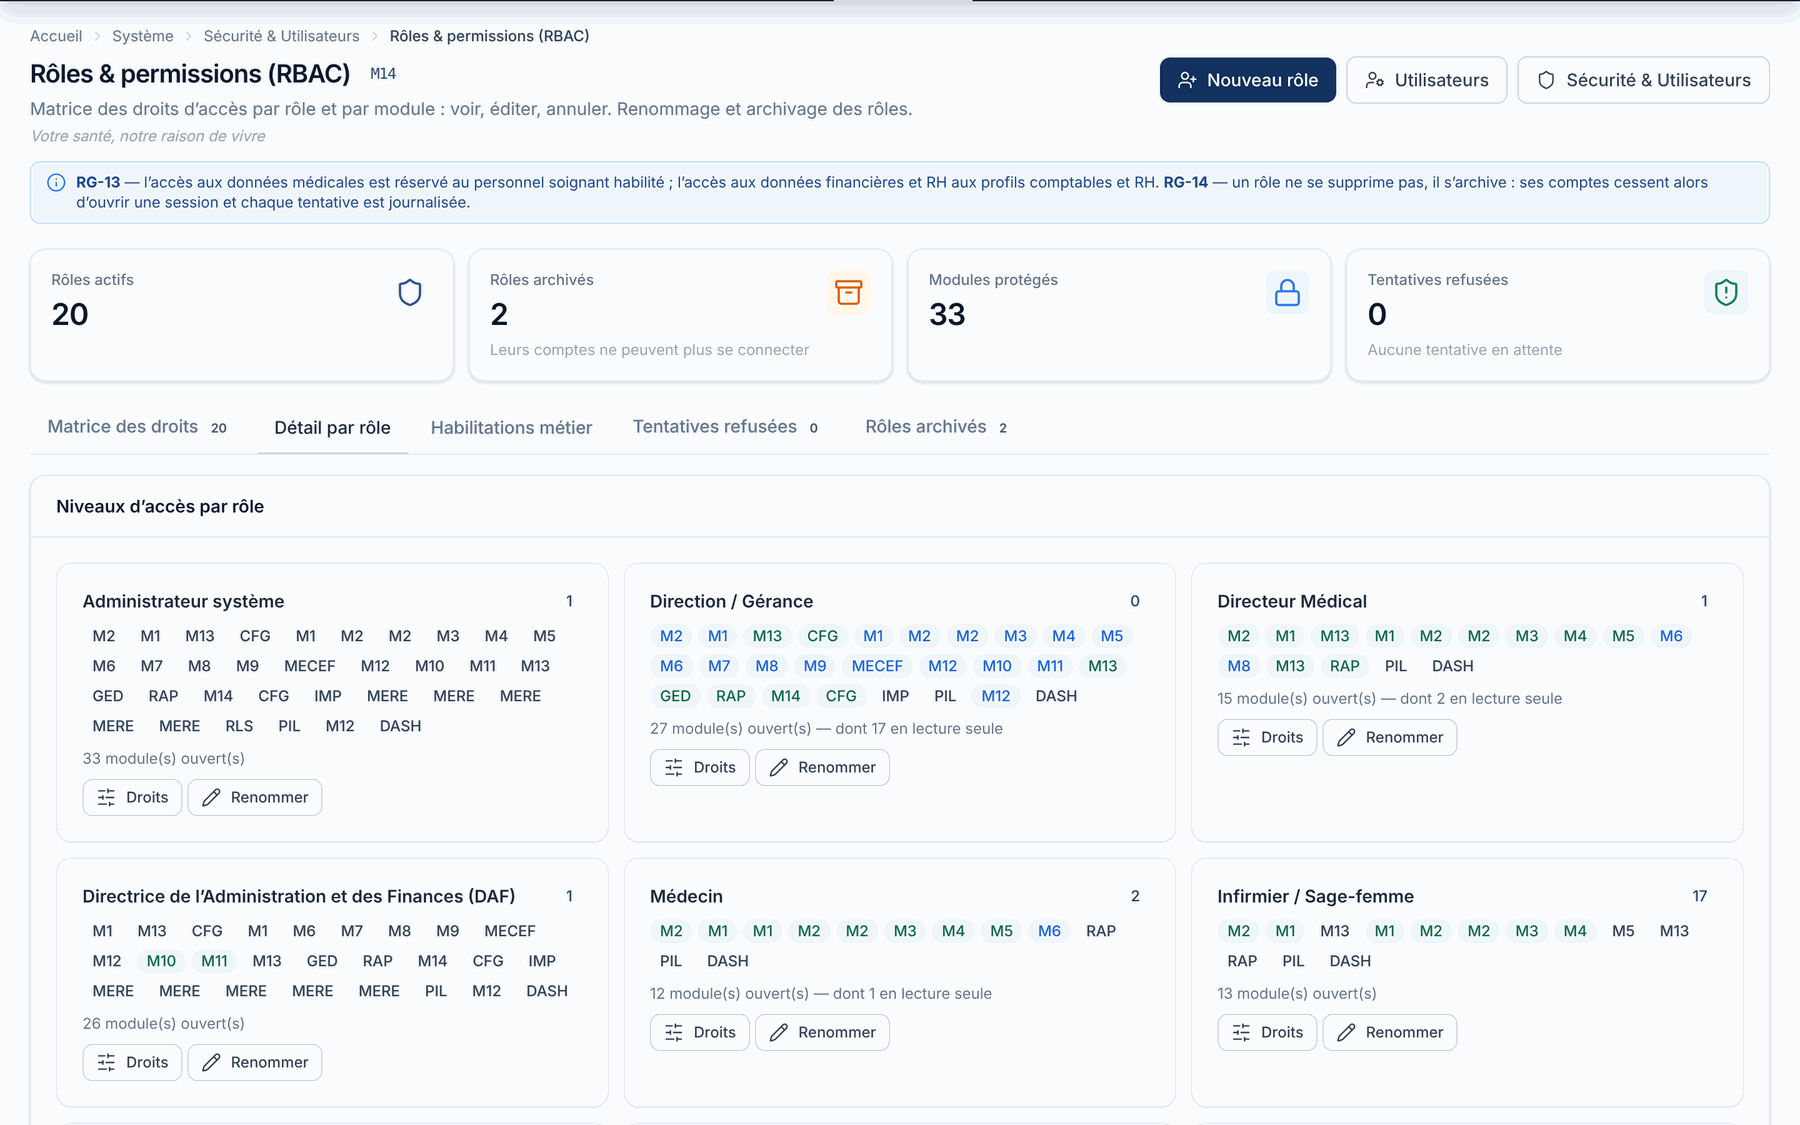 Accueil > Système > Sécurité & Utilisateurs > Rôles & permissions (RBAC)
Rôles & permissions (RBAC) M14
Nouveau rôle
Utilisateurs
Sécurité & Utilisateurs
Matrice des droits d’accès par rôle et par module : voir, éditer, annuler. Renommage et archivage des rôles.
Votre santé, notre raison de vivre
RG-13 — l’accès aux données médicales est réservé au personnel soignant habilité ; l’accès aux données financières et RH aux profils comptables et RH. RG-14 — un rôle ne se supprime pas, il s’archive : ses comptes cessent alors
d’ouvrir une session et chaque tentative est journalisée.
Rôles actifs
20
Rôles archivés
2
Leurs comptes ne peuvent plus se connecter
Modules protégés
33
Tentatives refusées
0
Aucune tentative en attente
Matrice des droits 20
Détail par rôle
Habilitations métier
Tentatives refusées 0
Rôles archivés 2
Niveaux d’accès par rôle
Administrateur système 1
M2 M1 M13 CFG M1 M2 M2 M3 M4 M5
M6 M7 M8 M9 MECEF M12 M10 M11 M13
GED RAP M14 CFG IMP MERE MERE MERE
MERE MERE RLS PIL M12 DASH
33 module(s) ouvert(s)
Droits Renommer
Direction / Gérance 0
M2 M1 M13 CFG M1 M2 M2 M3 M4 M5
M6 M7 M8 M9 MECEF M12 M10 M11 M13
GED RAP M14 CFG IMP PIL M12 DASH
27 module(s) ouvert(s) — dont 17 en lecture seule
Droits Renommer
Directeur Médical 1
M2 M1 M13 M1 M2 M2 M3 M4 M5 M6
M8 M13 RAP PIL DASH
15 module(s) ouvert(s) — dont 2 en lecture seule
Droits Renommer
Directrice de l’Administration et des Finances (DAF) 1
M1 M13 CFG M1 M6 M7 M8 M9 MECEF
M12 M10 M11 M13 GED RAP M14 CFG IMP
MERE MERE MERE MERE MERE PIL M12 DASH
26 module(s) ouvert(s)
Droits Renommer
Médecin 2
M2 M1 M1 M2 M2 M3 M4 M5 M6 RAP
PIL DASH
12 module(s) ouvert(s) — dont 1 en lecture seule
Droits Renommer
Infirmier / Sage-femme 17
M2 M1 M13 M1 M2 M2 M3 M4 M5 M13
RAP PIL DASH
13 module(s) ouvert(s)
Droits Renommer